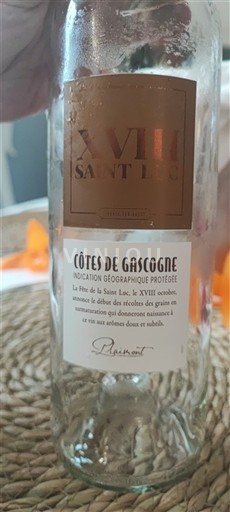 XVIII
SAINT LUC
CÔTES DE GASCOGNE
INDICATION GÉOGRAPHIQUE PROTÉGÉE
La Fête de la Saint Luc, le XVIII octobre,
annonce le début des récoltes des grains en
surmaturation qui donneront naissance à
ce vin aux arômes doux et subtils.
Plaimont